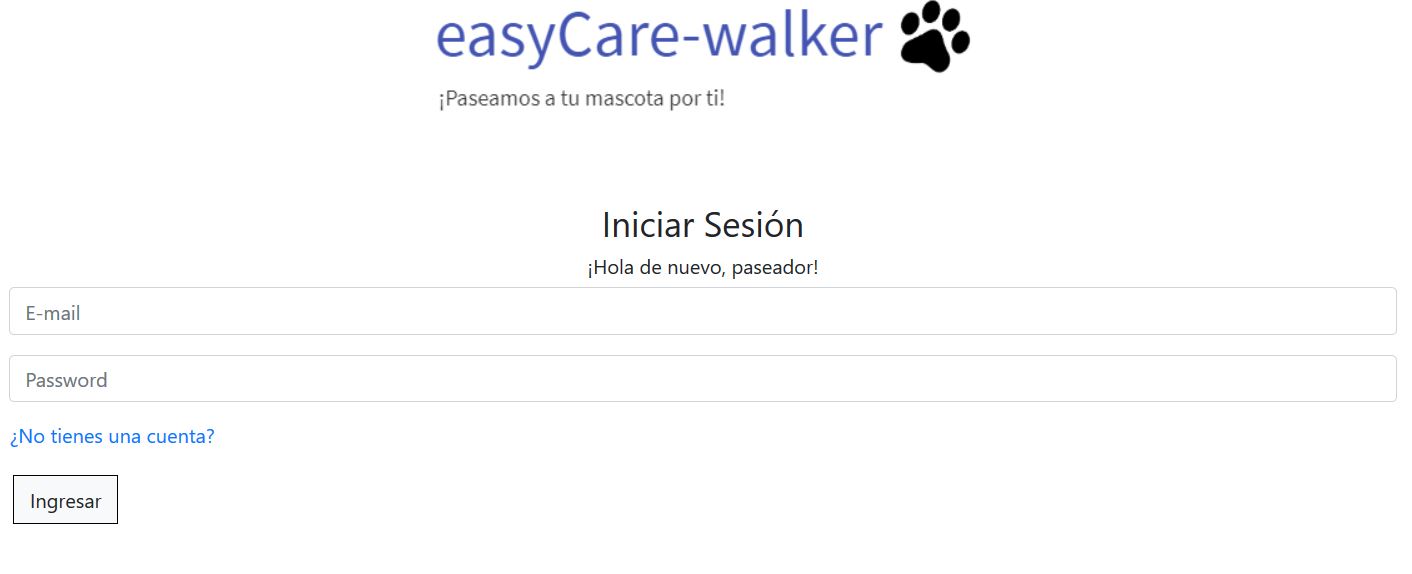 easyCare-walker
¡Paseamos a tu mascota por ti!
Iniciar Sesión
¡Hola de nuevo, paseador!
E-mail
Password
¿No tienes una cuenta?
Ingresar